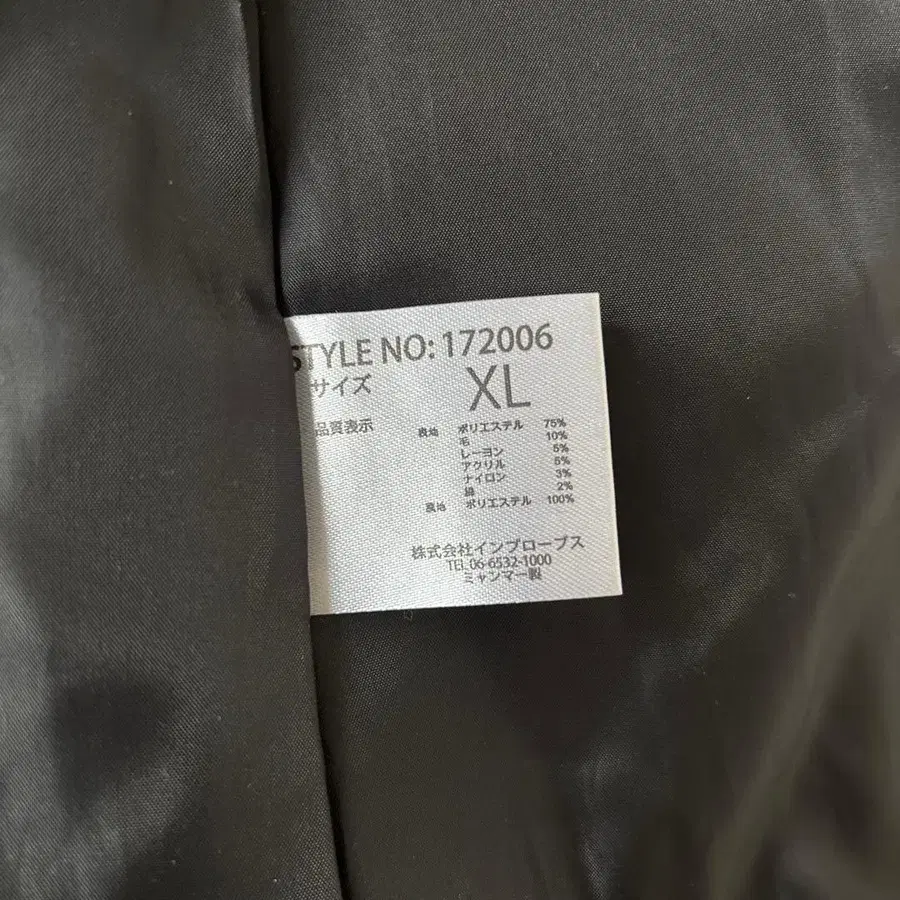 STYLE NO: 172006
サイズ XL
品質表示 表地 ポリエステル 75%
毛 10%
レーヨン 5%
アクリル 5%
ナイロン 3%
綿 2%
裏地 ポリエステル 100%
株式会社インプローブス
TEL 06-6532-1000
ミャンマー製